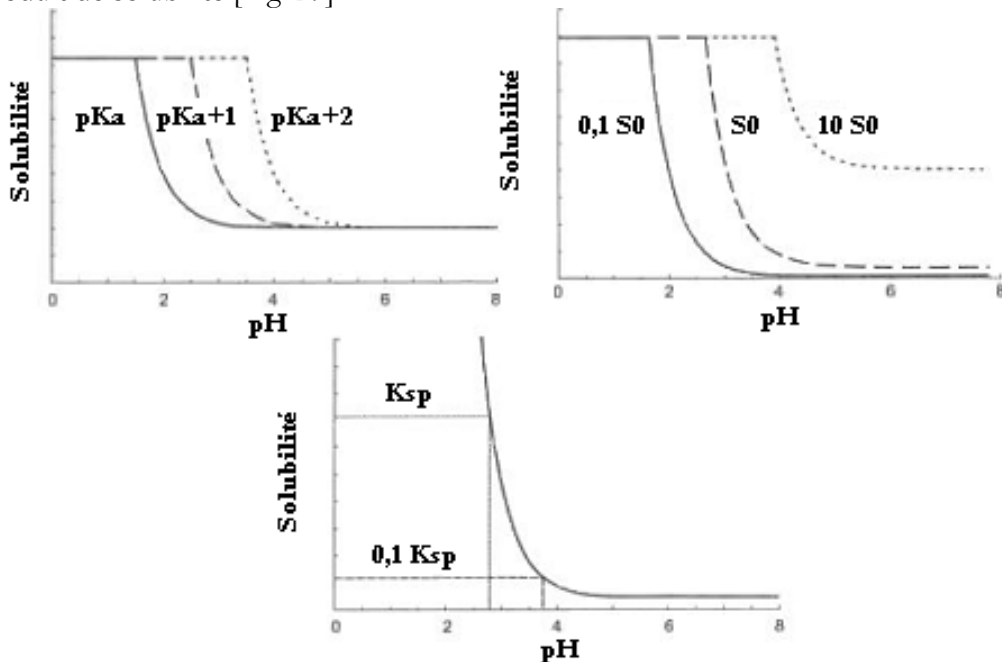 Solubilité
pKa pKa+1 pKa+2
0 2 4 6 8
pH
Solubilité
0,1 S0 S0 10 S0
0 2 4 6 8
pH
Solubilité
Ksp
0,1 Ksp
0 2 4 6 8
pH